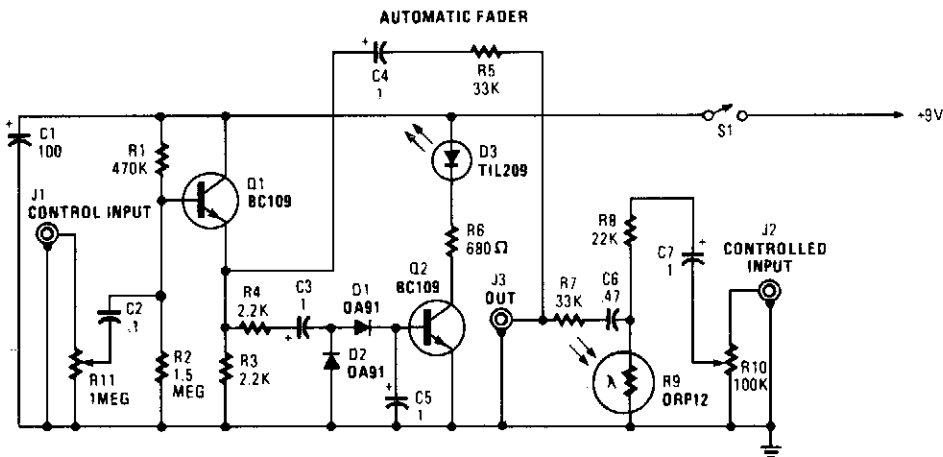 AUTOMATIC FADER
+
C4
1
R5
33K
+
C1
100
R1
470K
Q1
BC109
D3
TIL209
S1
+9V
J1
CONTROL INPUT
R6
680Ω
R8
22K
C7
1
+
J2
CONTROLLED
INPUT
C2
.1
R4
2.2K
C3
1
+
D1
OA91
Q2
BC109
J3
OUT
R7
33K
C6
.47
R11
1MEG
R2
1.5
MEG
R3
2.2K
D2
OA91
+
C5
1
λ
R9
ORP12
R10
100K